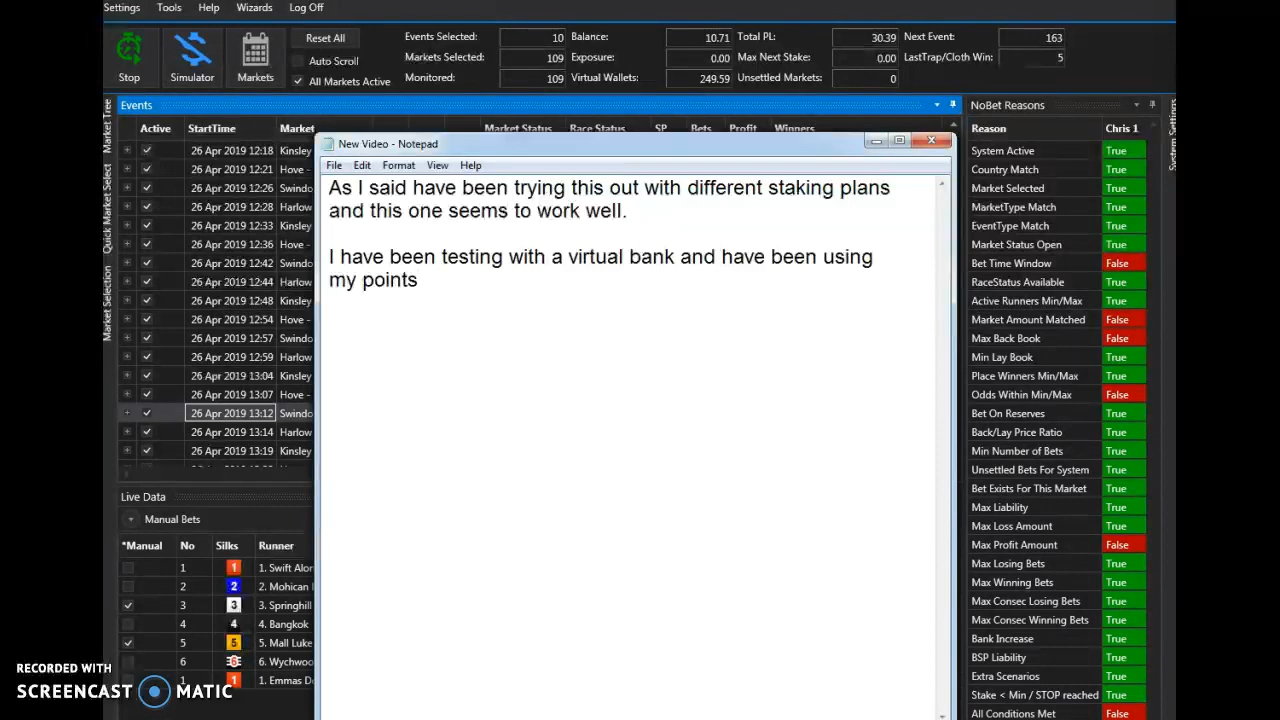 Settings Tools Help Wizards Log Off
Reset All Events Selected: 10 Balance: 10.71 Total PL: 30.39 Next Event: 163
Auto Scroll Markets Selected: 109 Exposure: 0.00 Max Next Stake: 0.00 LastTrap/Cloth Win: 5
Stop Simulator Markets All Markets Active Monitored: 109 Virtual Wallets: 249.59 Unsettled Markets: 0
Market Tree
Quick Market Select
Market Selection
Events
Active StartTime Market Market Status Race Status SP Bets Profit Winners
26 Apr 2019 12:18 Kinsley
26 Apr 2019 12:21 Hove -
26 Apr 2019 12:26 Swindo
26 Apr 2019 12:28 Harlow
26 Apr 2019 12:33 Kinsley
26 Apr 2019 12:36 Hove -
26 Apr 2019 12:42 Swindo
26 Apr 2019 12:44 Harlow
26 Apr 2019 12:48 Kinsley
26 Apr 2019 12:54 Hove -
26 Apr 2019 12:57 Swindo
26 Apr 2019 12:59 Harlow
26 Apr 2019 13:04 Kinsley
26 Apr 2019 13:07 Hove -
26 Apr 2019 13:12 Swindo
26 Apr 2019 13:14 Harlow
26 Apr 2019 13:19 Kinsley
New Video - Notepad
File Edit Format View Help
As I said have been trying this out with different staking plans
and this one seems to work well.
I have been testing with a virtual bank and have been using
my points
Live Data
Manual Bets
*Manual No Silks Runner
1 1 1. Swift Alor
2 2 2. Mohican
3 3 3. Springhill
4 4 4. Bangkok
5 5 5. Mall Luke
6 6 6. Wychwoo
1 1 1. Emmas D
NoBet Reasons
Reason Chris 1
System Active True
Country Match True
Market Selected True
MarketType Match True
EventType Match True
Market Status Open True
Bet Time Window False
RaceStatus Available True
Active Runners Min/Max True
Market Amount Matched False
Max Back Book False
Min Lay Book True
Place Winners Min/Max True
Odds Within Min/Max False
Bet On Reserves True
Back/Lay Price Ratio True
Min Number of Bets True
Unsettled Bets For System True
Bet Exists For This Market True
Max Liability True
Max Loss Amount True
Max Profit Amount False
Max Losing Bets True
Max Winning Bets True
Max Consec Losing Bets True
Max Consec Winning Bets True
Bank Increase True
BSP Liability True
Extra Scenarios True
Stake < Min / STOP reached True
All Conditions Met False
System Settings
RECORDED WITH
SCREENCAST MATIC